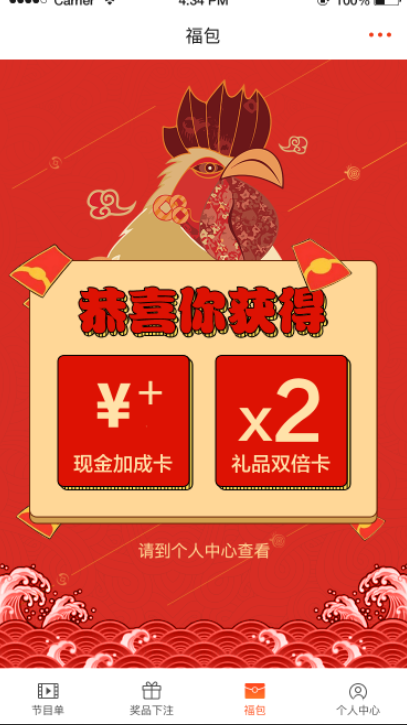 Carrier 4:34 PM 100%
福包
恭喜你获得
¥+
x2
现金加成卡
礼品双倍卡
请到个人中心查看
节目单
奖品下注
福包
个人中心